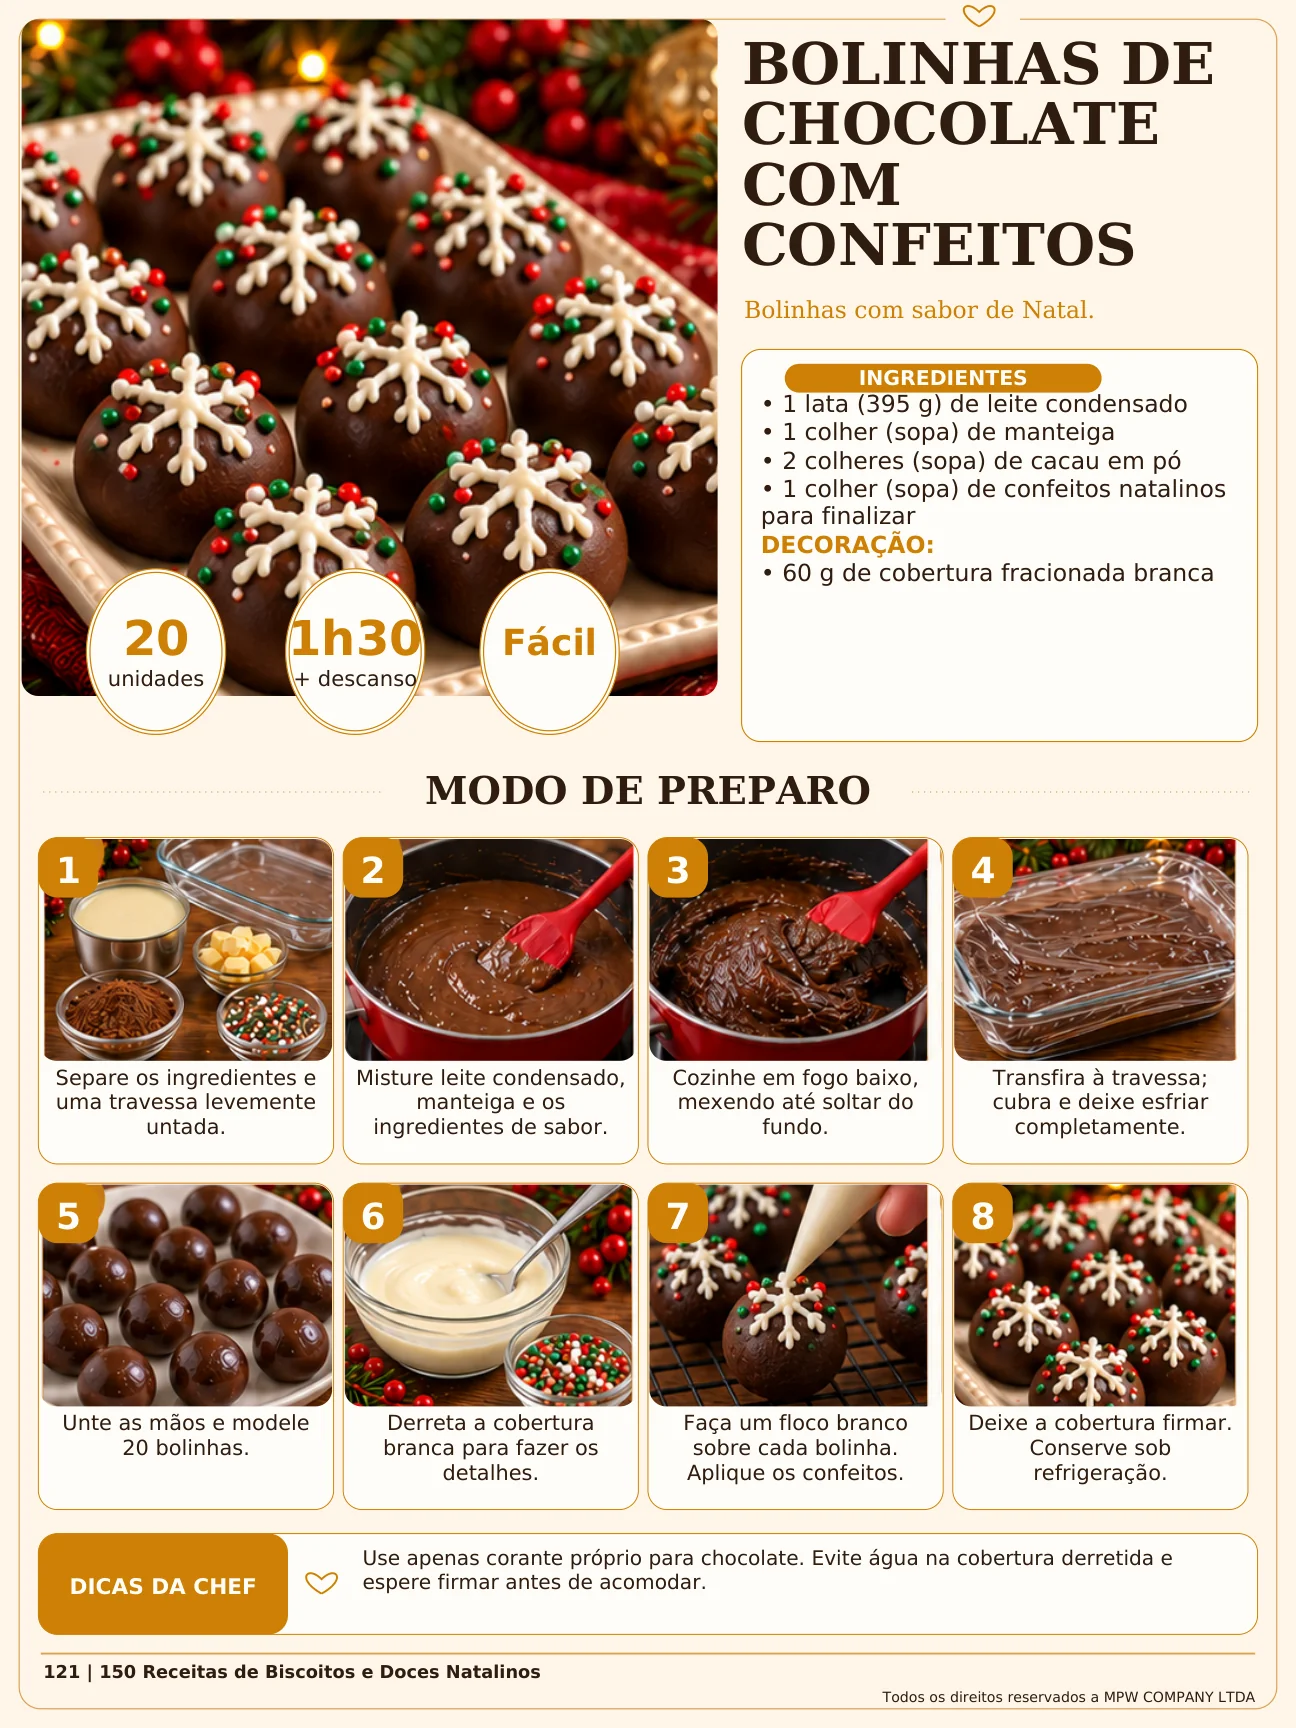 BOLINHAS DE
CHOCOLATE
COM
CONFEITOS
Bolinhas com sabor de Natal.
INGREDIENTES
• 1 lata (395 g) de leite condensado
• 1 colher (sopa) de manteiga
• 2 colheres (sopa) de cacau em pó
• 1 colher (sopa) de confeitos natalinos
para finalizar
DECORAÇÃO:
• 60 g de cobertura fracionada branca
20
unidades
1h30
+ descanso
Fácil
MODO DE PREPARO
1
Separe os ingredientes e
uma travessa levemente
untada.
2
Misture leite condensado,
manteiga e os
ingredientes de sabor.
3
Cozinhe em fogo baixo,
mexendo até soltar do
fundo.
4
Transfira à travessa;
cubra e deixe esfriar
completamente.
5
Unte as mãos e modele
20 bolinhas.
6
Derreta a cobertura
branca para fazer os
detalhes.
7
Faça um floco branco
sobre cada bolinha.
Aplique os confeitos.
8
Deixe a cobertura firmar.
Conserve sob
refrigeração.
DICAS DA CHEF
Use apenas corante próprio para chocolate. Evite água na cobertura derretida e
espere firmar antes de acomodar.
121 | 150 Receitas de Biscoitos e Doces Natalinos
Todos os direitos reservados a MPW COMPANY LTDA